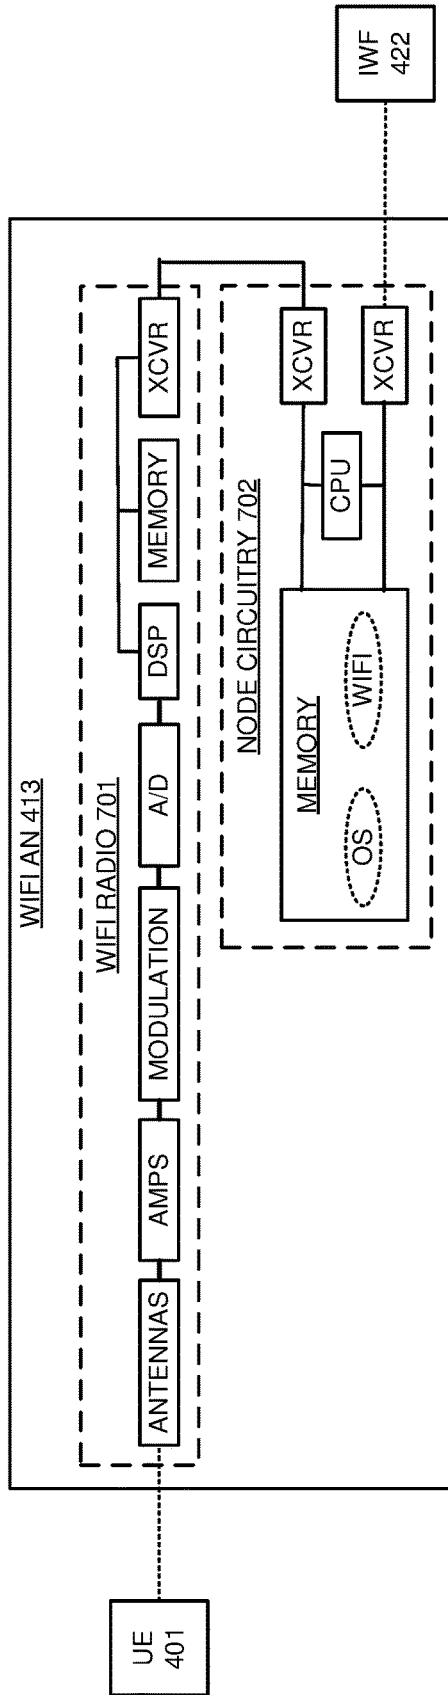 WIFI AN 413
WIFI RADIO 701
UE
401
ANTENNAS
AMPS
MODULATION
A/D
DSP
MEMORY
XCVR
NODE CIRCUITRY 702
MEMORY
OS
WIFI
CPU
XCVR
XCVR
IWF
422